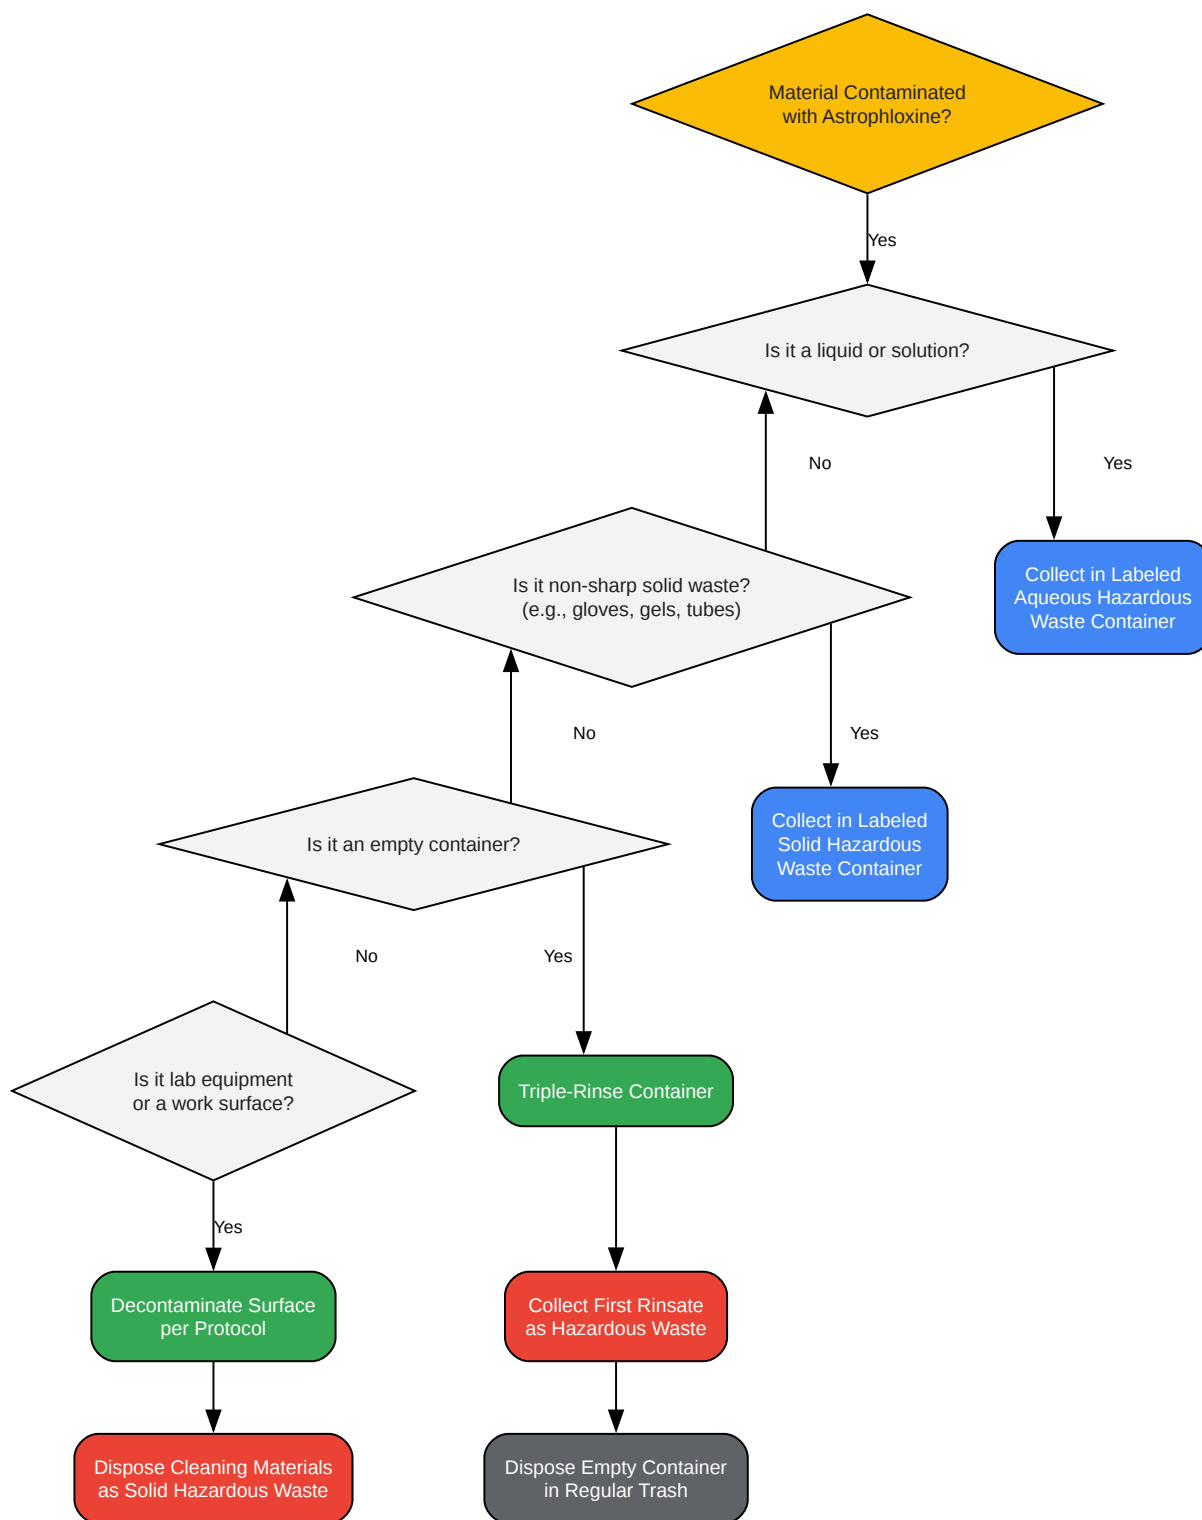 Material Contaminated
with Astrophloxine?
Yes
Is it a liquid or solution?
No
Yes
Is it non-sharp solid waste?
(e.g., gloves, gels, tubes)
Collect in Labeled
Aqueous Hazardous
Waste Container
No
Yes
Is it an empty container?
Collect in Labeled
Solid Hazardous
Waste Container
No
Yes
Is it lab equipment
or a work surface?
Triple-Rinse Container
Yes
Decontaminate Surface
per Protocol
Collect First Rinsate
as Hazardous Waste
Dispose Cleaning Materials
as Solid Hazardous Waste
Dispose Empty Container
in Regular Trash